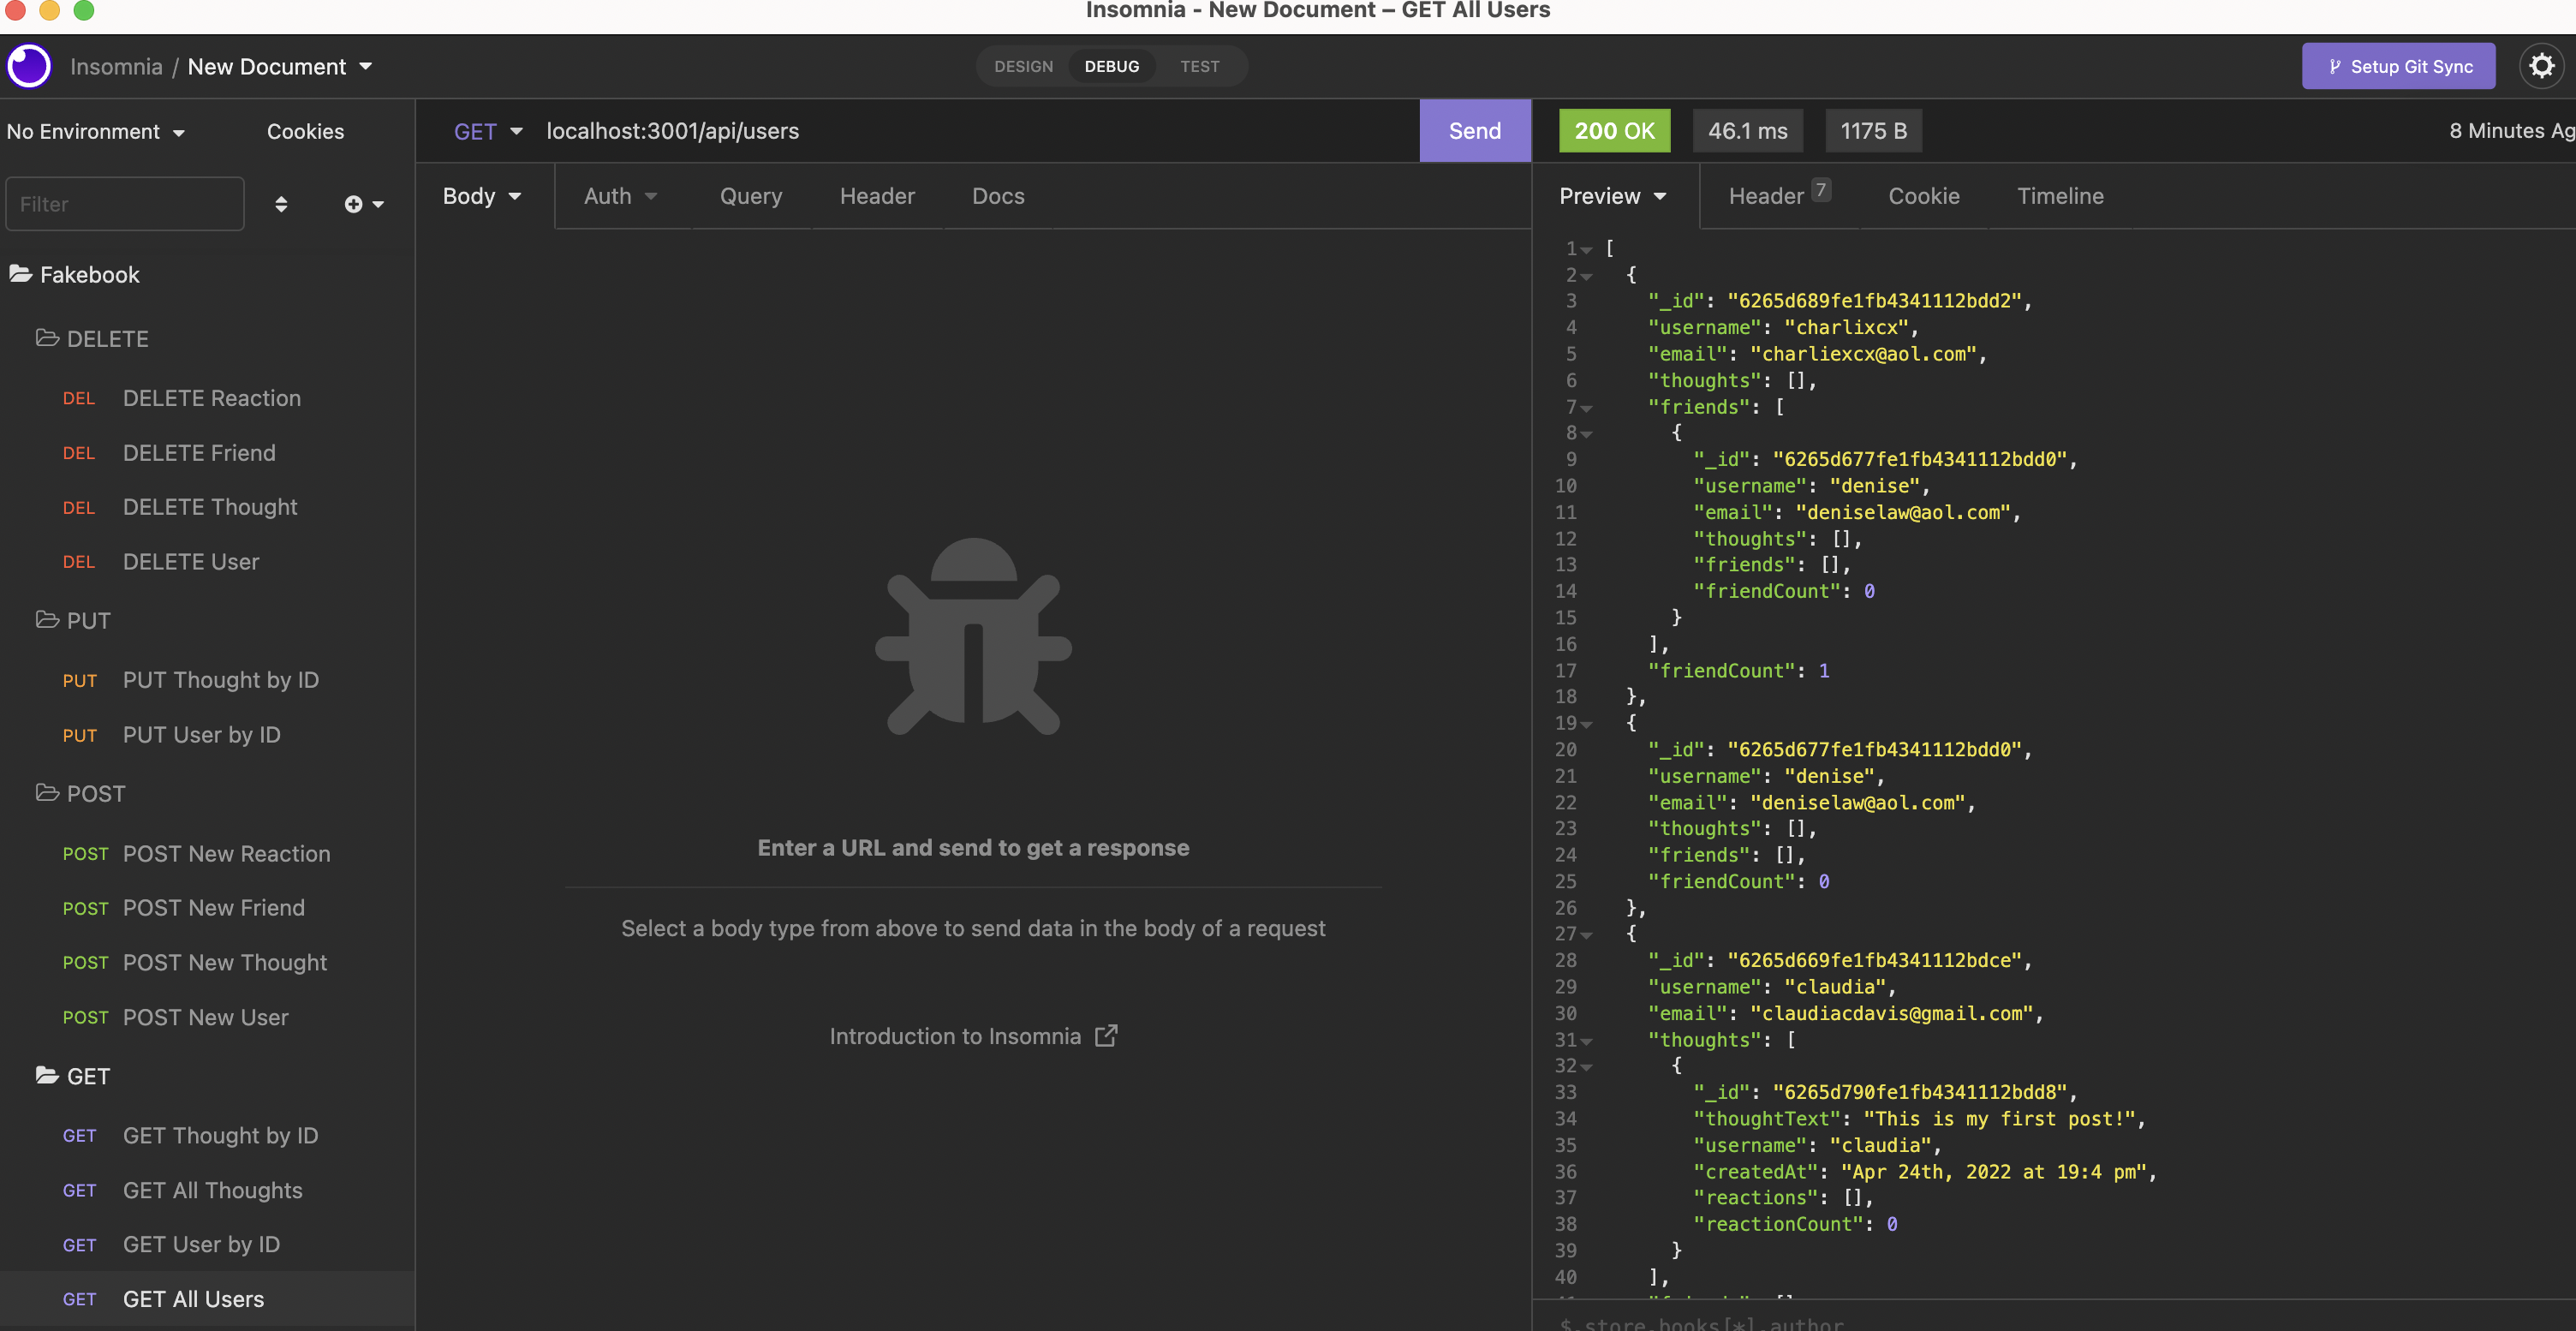 Insomnia - New Document – GET All Users
Insomnia / New Document
DESIGN DEBUG TEST
Setup Git Sync
No Environment Cookies
Filter
Fakebook
DELETE
DEL DELETE Reaction
DEL DELETE Friend
DEL DELETE Thought
DEL DELETE User
PUT
PUT PUT Thought by ID
PUT PUT User by ID
POST
POST POST New Reaction
POST POST New Friend
POST POST New Thought
POST POST New User
GET
GET GET Thought by ID
GET GET All Thoughts
GET GET User by ID
GET GET All Users
GET localhost:3001/api/users Send
Body Auth Query Header Docs
Enter a URL and send to get a response
Select a body type from above to send data in the body of a request
Introduction to Insomnia
200 OK 46.1 ms 1175 B 8 Minutes Ag
Preview Header 7 Cookie Timeline
1 [
2 {
3 "_id": "6265d689fe1fb4341112bdd2",
4 "username": "charlixcx",
5 "email": "charliexcx@aol.com",
6 "thoughts": [],
7 "friends": [
8 {
9 "_id": "6265d677fe1fb4341112bdd0",
10 "username": "denise",
11 "email": "deniselaw@aol.com",
12 "thoughts": [],
13 "friends": [],
14 "friendCount": 0
15 }
16 ],
17 "friendCount": 1
18 },
19 {
20 "_id": "6265d677fe1fb4341112bdd0",
21 "username": "denise",
22 "email": "deniselaw@aol.com",
23 "thoughts": [],
24 "friends": [],
25 "friendCount": 0
26 },
27 {
28 "_id": "6265d669fe1fb4341112bdce",
29 "username": "claudia",
30 "email": "claudiacdavis@gmail.com",
31 "thoughts": [
32 {
33 "_id": "6265d790fe1fb4341112bdd8",
34 "thoughtText": "This is my first post!",
35 "username": "claudia",
36 "createdAt": "Apr 24th, 2022 at 19:4 pm",
37 "reactions": [],
38 "reactionCount": 0
39 }
40 ],
$.store.books[*].author